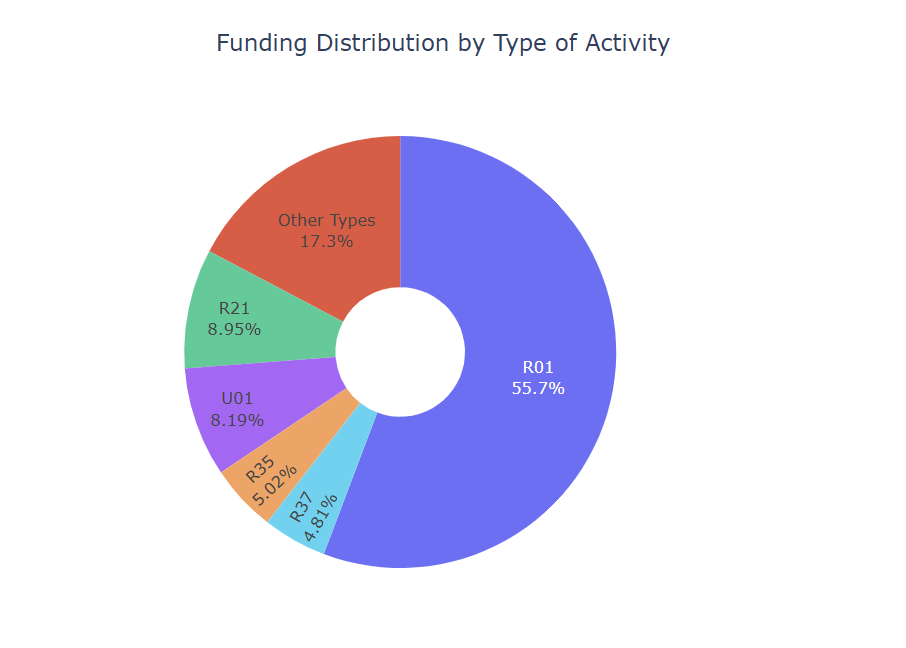 Funding Distribution by Type of Activity
Other Types
17.3%
R21
8.95%
R01
55.7%
U01
8.19%
R35
5.02%
R37
4.81%